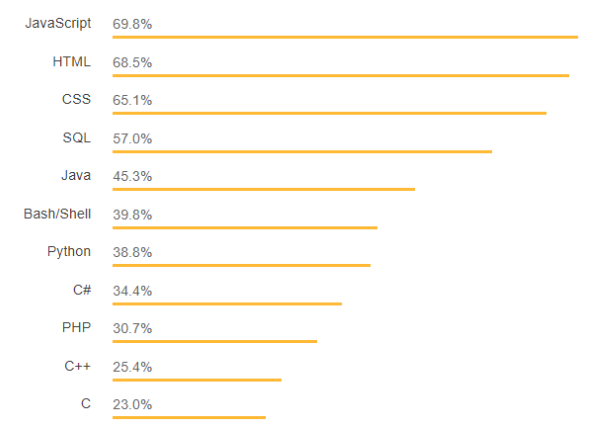 JavaScript 69.8%
HTML 68.5%
CSS 65.1%
SQL 57.0%
Java 45.3%
Bash/Shell 39.8%
Python 38.8%
C# 34.4%
PHP 30.7%
C++ 25.4%
C 23.0%